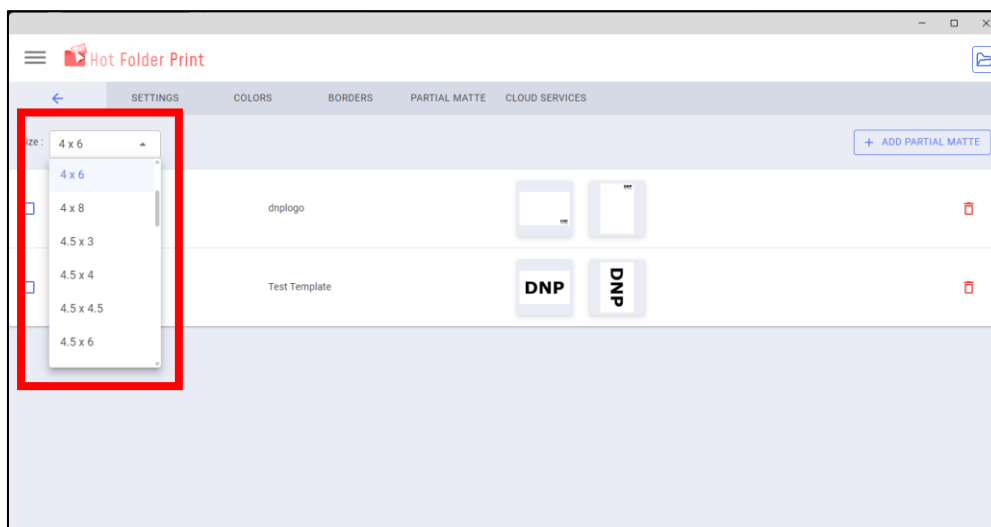 Hot Folder Print
SETTINGS COLORS BORDERS PARTIAL MATTE CLOUD SERVICES
ize : 4 x 6 + ADD PARTIAL MATTE
4 x 6
4 x 8 dnplogo DNP DNP
4.5 x 3
4.5 x 4 Test Template DNP DNP
4.5 x 4.5
4.5 x 6